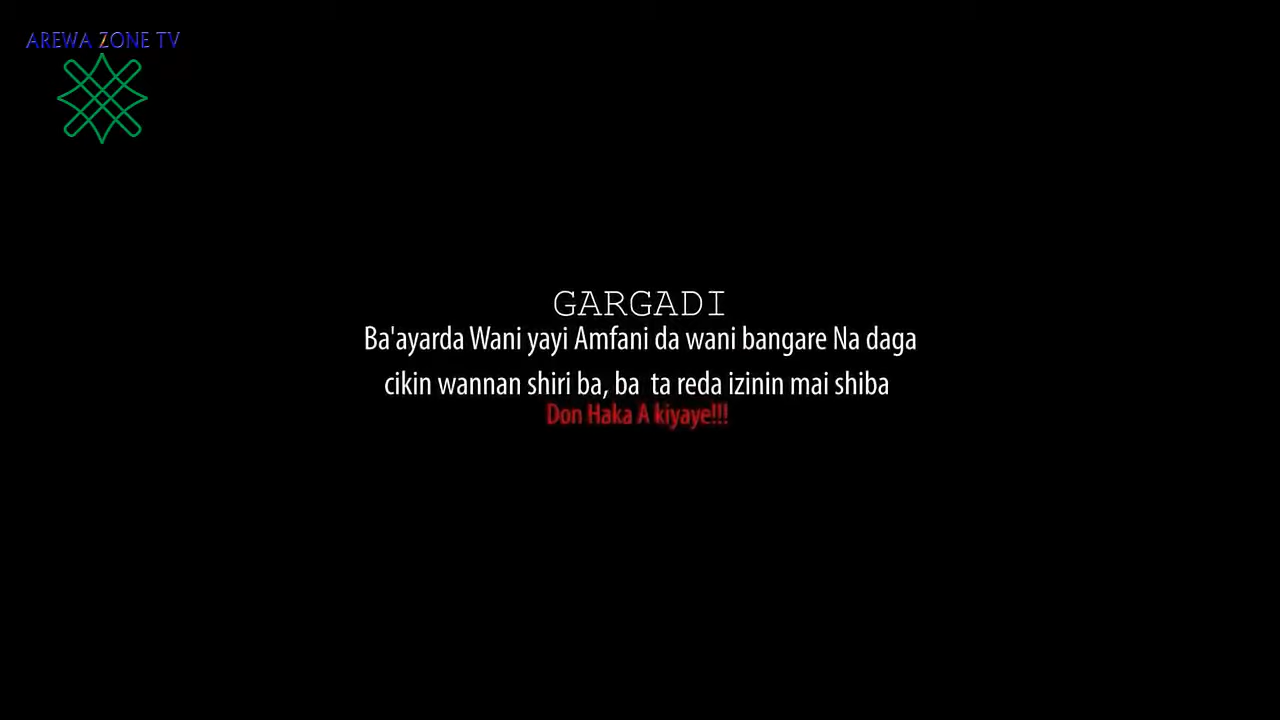 AREWA ZONE TV
GARGADI
Ba'ayarda Wani yayi Amfani da wani bangare Na daga
cikin wannan shiri ba, ba ta reda izinin mai shiba
Don Haka A kiyaye!!!